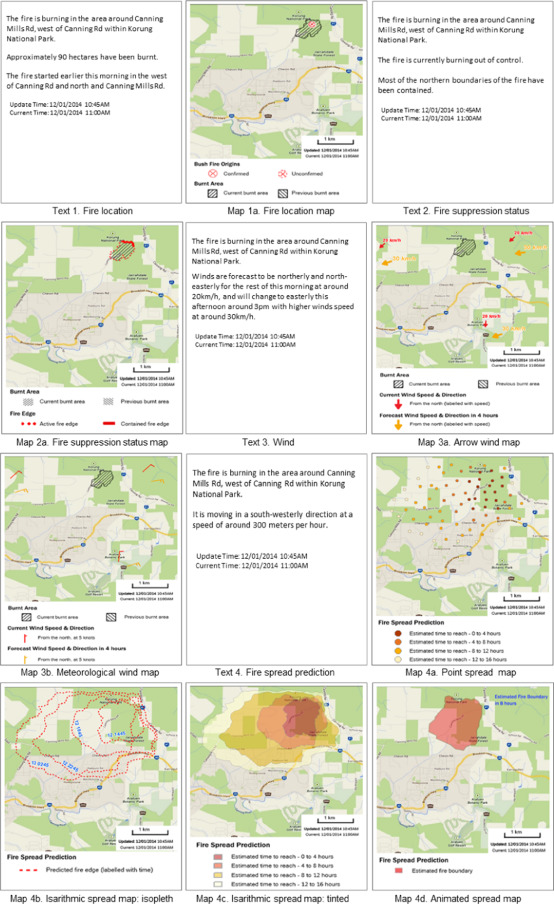 The fire is burning in the area around Canning
Mills Rd, west of Canning Rd within Korung
National Park.
Approximately 90 hectares have been burnt.
The fire started earlier this morning in the west
of Canning Rd and north and Canning Mills Rd.
Update Time: 12/01/2014 10:45AM
Current Time: 12/01/2014 11:00AM
Text 1. Fire location
1 km
Updated: 12/01/2014 10:45AM
Current: 12/01/2014 11:00AM
Bush Fire Origins
Confirmed
Unconfirmed
Burnt Area
Current burnt area
Previous burnt area
Map 1a. Fire location map
The fire is burning in the area around Canning
Mills Rd, west of Canning Rd within Korung
National Park.
The fire is currently burning out of control.
Most of the northern boundaries of the fire have
been contained.
Update Time: 12/01/2014 10:45AM
Current Time: 12/01/2014 11:00AM
Text 2. Fire suppression status
1 km
Updated: 12/01/2014 10:45AM
Current: 12/01/2014 11:00AM
Burnt Area
Current burnt area
Previous burnt area
Fire Edge
Active fire edge
Contained fire edge
Map 2a. Fire suppression status map
The fire is burning in the area around Canning
Mills Rd, west of Canning Rd within Korung
National Park.
Winds are forecast to be northerly and north-
easterly for the rest of this morning at around
20km/h, and will change to easterly this
afternoon around 3pm with higher winds speed
at around 30km/h.
Update Time: 12/01/2014 10:45AM
Current Time: 12/01/2014 11:00AM
Text 3. Wind
1 km
Updated: 12/01/2014 10:45AM
Current: 12/01/2014 11:00AM
Burnt Area
Current burnt area
Previous burnt area
Current Wind Speed & Direction
From the north (labelled with speed)
Forecast Wind Speed & Direction in 4 hours
From the north (labelled with speed)
Map 3a. Arrow wind map
1 km
Updated: 12/01/2014 10:45AM
Current: 12/01/2014 11:00AM
Burnt Area
Current burnt area
Previous burnt area
Current Wind Speed & Direction
From the north, at 5 knots
Forecast Wind Speed & Direction in 4 hours
From the north, at 5 knots
Map 3b. Meteorological wind map
The fire is burning in the area around Canning
Mills Rd, west of Canning Rd within Korung
National Park.
It is moving in a south-westerly direction at a
speed of around 300 meters per hour.
Update Time: 12/01/2014 10:45AM
Current Time: 12/01/2014 11:00AM
Text 4. Fire spread prediction
1 km
Updated: 12/01/2014 10:45AM
Current: 12/01/2014 11:00AM
Fire Spread Prediction
Estimated time to reach - 0 to 4 hours
Estimated time to reach - 4 to 8 hours
Estimated time to reach - 8 to 12 hours
Estimated time to reach - 12 to 16 hours
Map 4a. Point spread map
1 km
Updated: 12/01/2014 10:45AM
Current: 12/01/2014 11:00AM
Fire Spread Prediction
Predicted fire edge (labelled with time)
Map 4b. Isarithmic spread map: isopleth
1 km
Updated: 12/01/2014 10:45AM
Current: 12/01/2014 11:00AM
Fire Spread Prediction
Estimated time to reach - 0 to 4 hours
Estimated time to reach - 4 to 8 hours
Estimated time to reach - 8 to 12 hours
Estimated time to reach - 12 to 16 hours
Map 4c. Isarithmic spread map: tinted
Estimated Fire Boundary
in 8 hours
1 km
Updated: 12/01/2014 10:45AM
Current: 12/01/2014 11:00AM
Fire Spread Prediction
Estimated fire boundary
Map 4d. Animated spread map